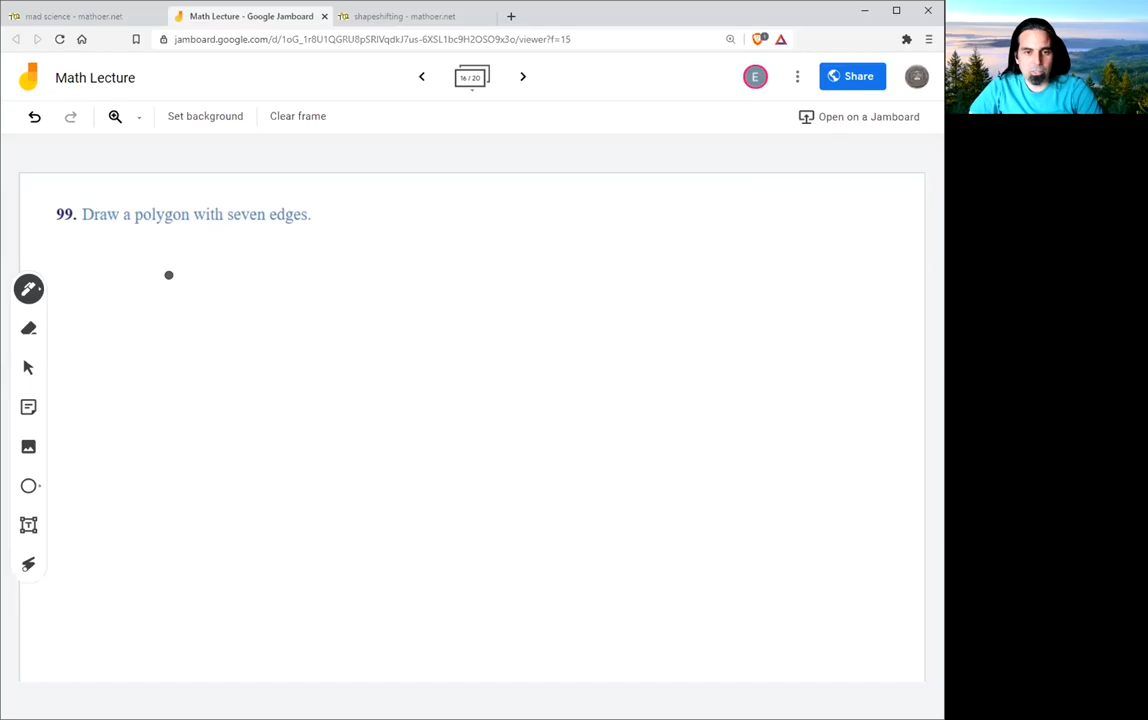 mad science - mathoer.net
Math Lecture - Google Jamboard
shapeshifting - mathoer.net
jamboard.google.com/d/1oG_1r8U1QGRU8pSRlVqdkJ7us-6XSL1bc9H2OSO9x3o/viewer?f=15
Math Lecture
16 / 20
E
Share
Set background
Clear frame
Open on a Jamboard
99. Draw a polygon with seven edges.